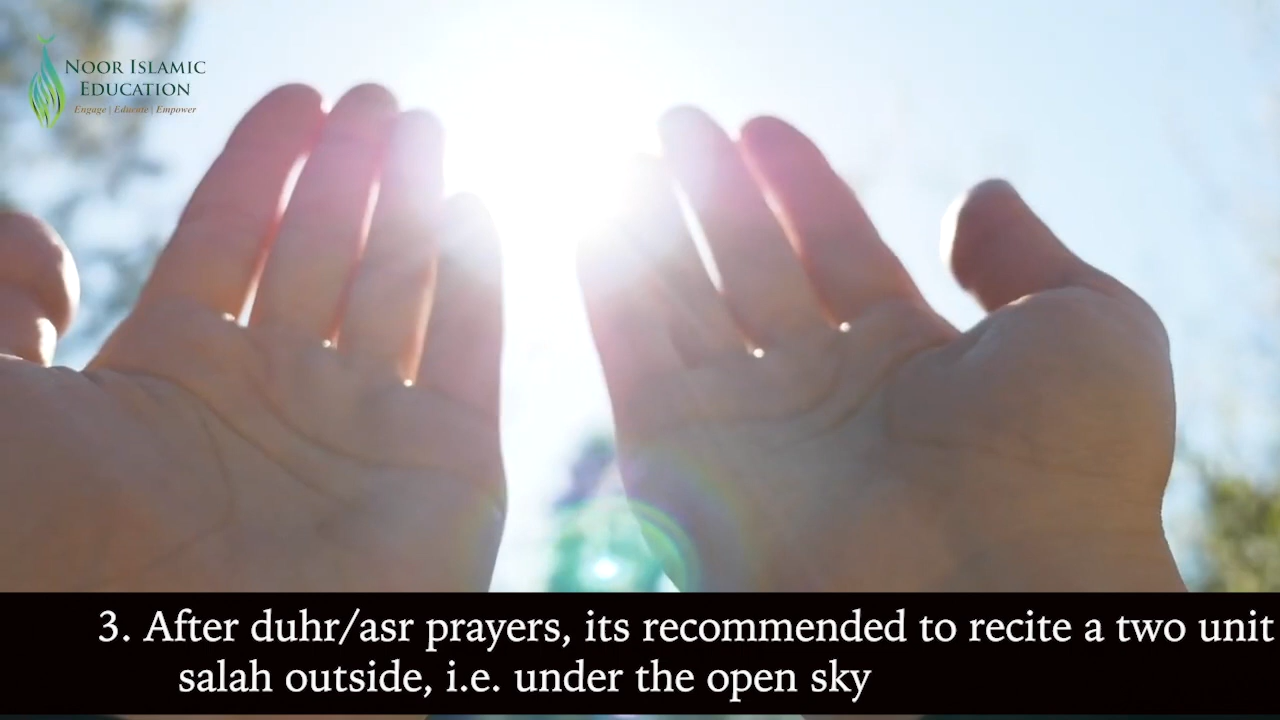 NOOR ISLAMIC
EDUCATION
Engage | Educate | Empower
3. After duhr/asr prayers, its recommended to recite a two unit
salah outside, i.e. under the open sky